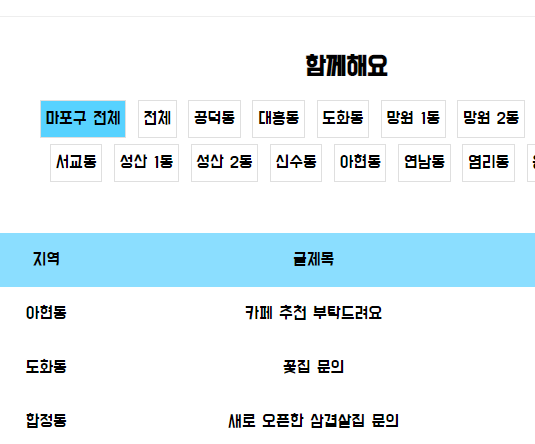 함께해요
마포구 전체 전체 공덕동 대흥동 도화동 망원 1동 망원 2동
서교동 성산 1동 성산 2동 신수동 아현동 연남동 염리동
지역 글제목
아현동 카페 추천 부탁드려요
도화동 꽃집 문의
합정동 새로 오픈한 삼겹살집 문의